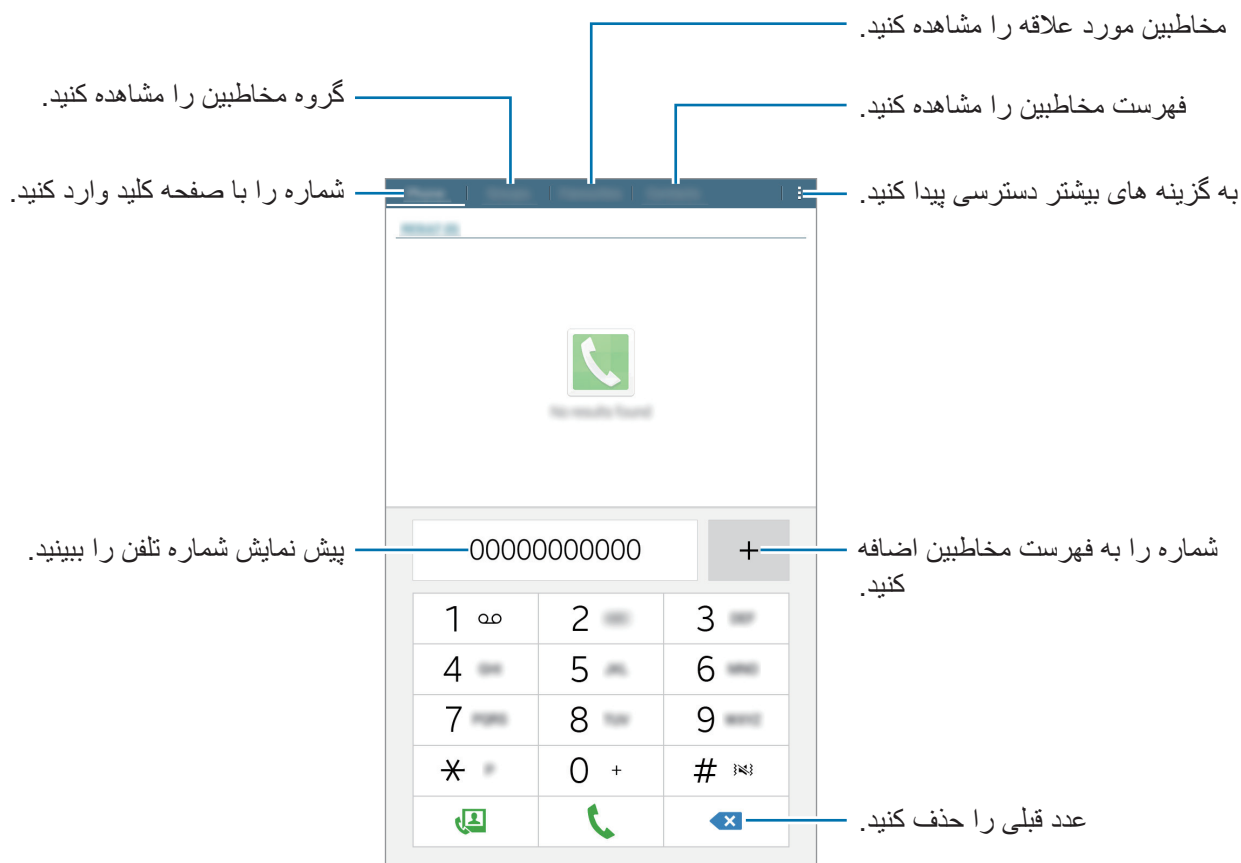 مخاطبین مورد علاقه را مشاهده کنید.
گروه مخاطبین را مشاهده کنید.
فهرست مخاطبین را مشاهده کنید.
شماره را با صفحه کلید وارد کنید.
به گزینه های بیشتر دسترسی پیدا کنید.
No results found
پیش نمایش شماره تلفن را ببینید.
00000000000
+
شماره را به فهرست مخاطبین اضافه
کنید.
1 2 3
4 5 6
7 8 9
* 0 + #
عدد قبلی را حذف کنید.